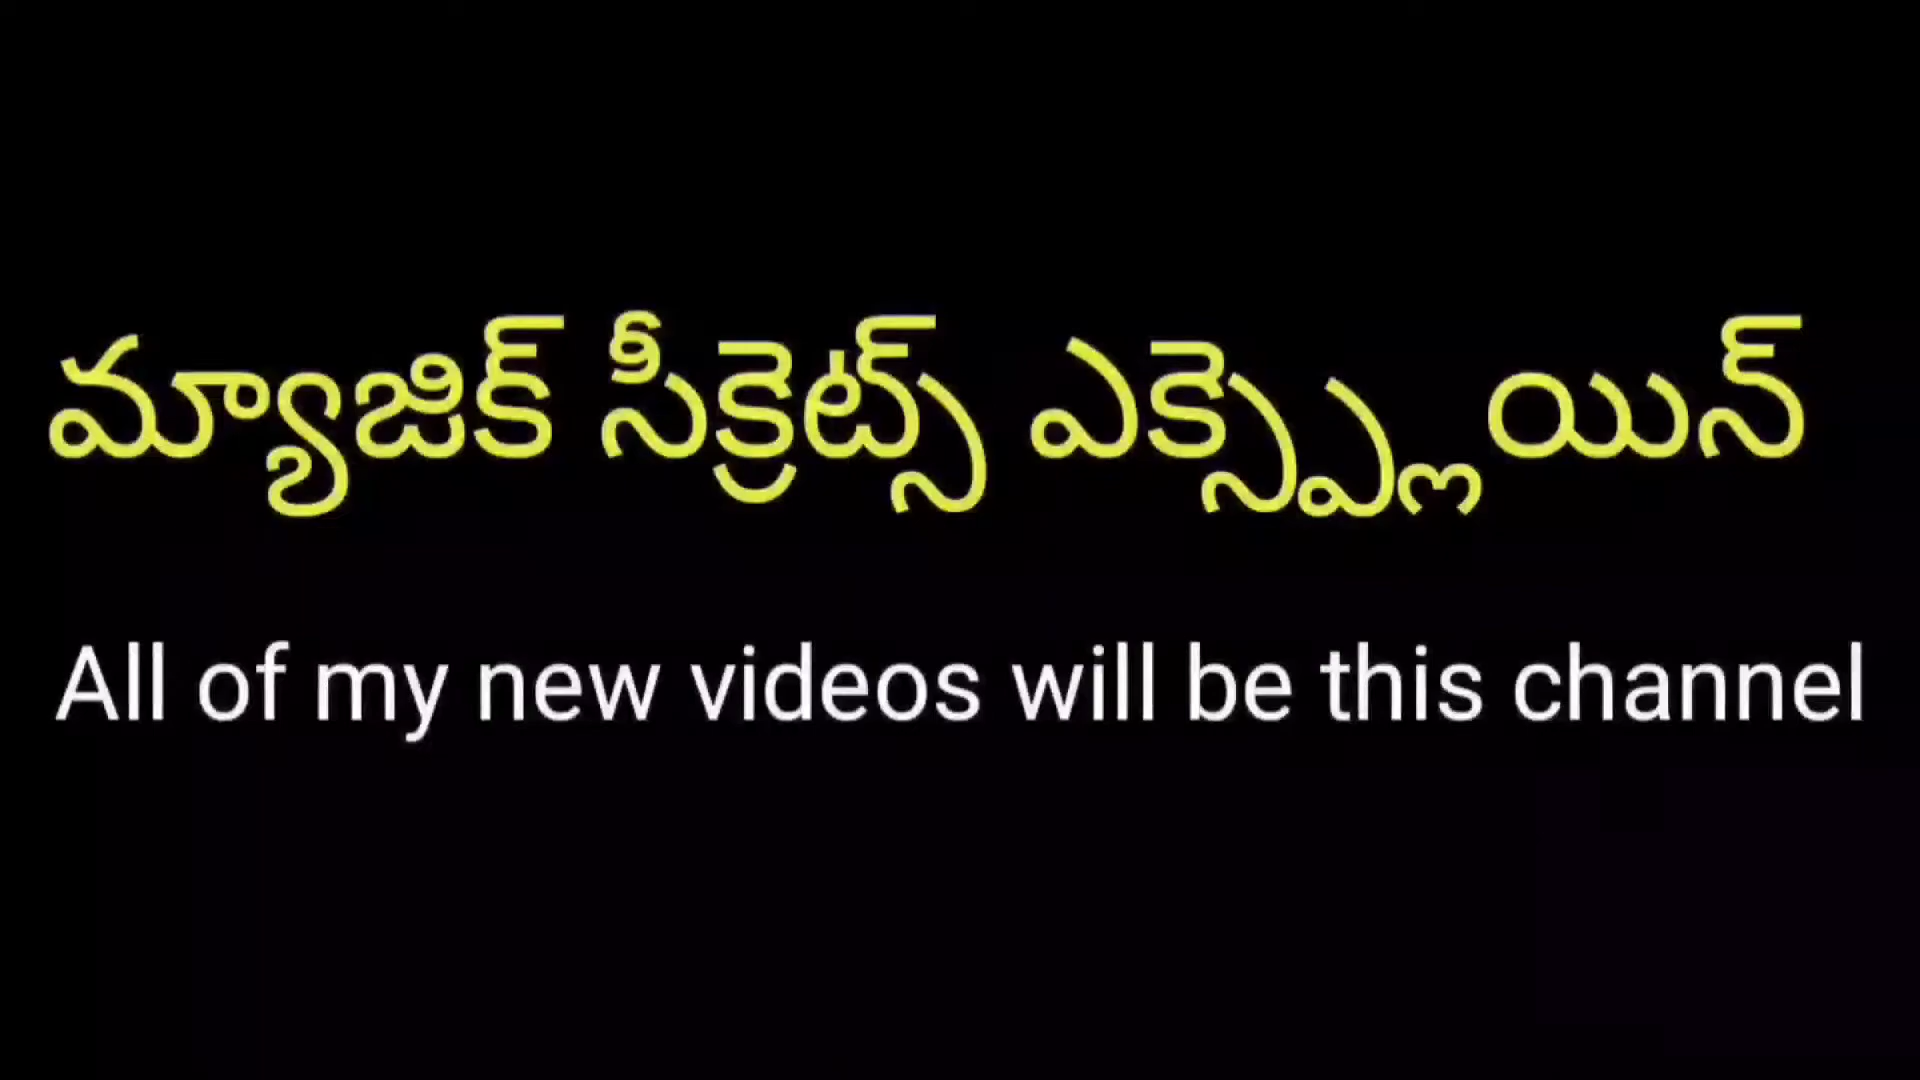 మ్యాజిక్ సీక్రెట్స్ ఎక్స్ప్లెయిన్
All of my new videos will be this channel